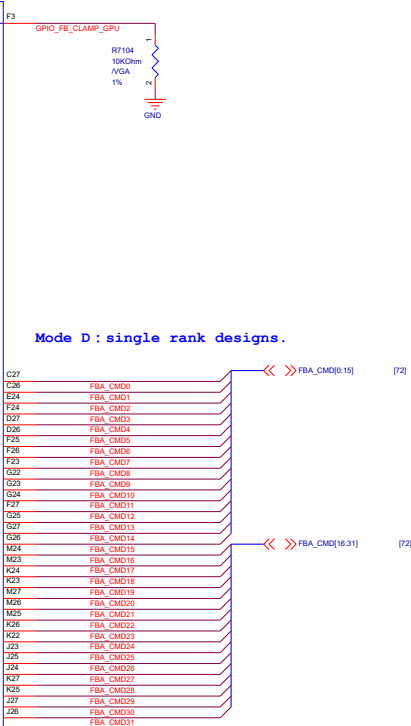 F3
GPIO_FB_CLAMP_GPU
1
R7104
10KOhm
/VGA
1%
2
GND
Mode D : single rank designs.
FBA_CMD[0:15] [72]
C27 FBA_CMD0
C26 FBA_CMD1
E24 FBA_CMD2
F24 FBA_CMD3
D27 FBA_CMD4
D26 FBA_CMD5
F25 FBA_CMD6
F26 FBA_CMD7
F23 FBA_CMD8
G22 FBA_CMD9
G23 FBA_CMD10
G24 FBA_CMD11
F27 FBA_CMD12
G25 FBA_CMD13
G27 FBA_CMD14
G26 FBA_CMD15
FBA_CMD[16:31] [72]
M24 FBA_CMD16
M23 FBA_CMD17
K24 FBA_CMD18
K23 FBA_CMD19
M27 FBA_CMD20
M26 FBA_CMD21
M25 FBA_CMD22
K26 FBA_CMD23
K22 FBA_CMD24
J23 FBA_CMD25
J25 FBA_CMD26
J24 FBA_CMD27
K27 FBA_CMD28
K25 FBA_CMD29
J27 FBA_CMD30
J26 FBA_CMD31